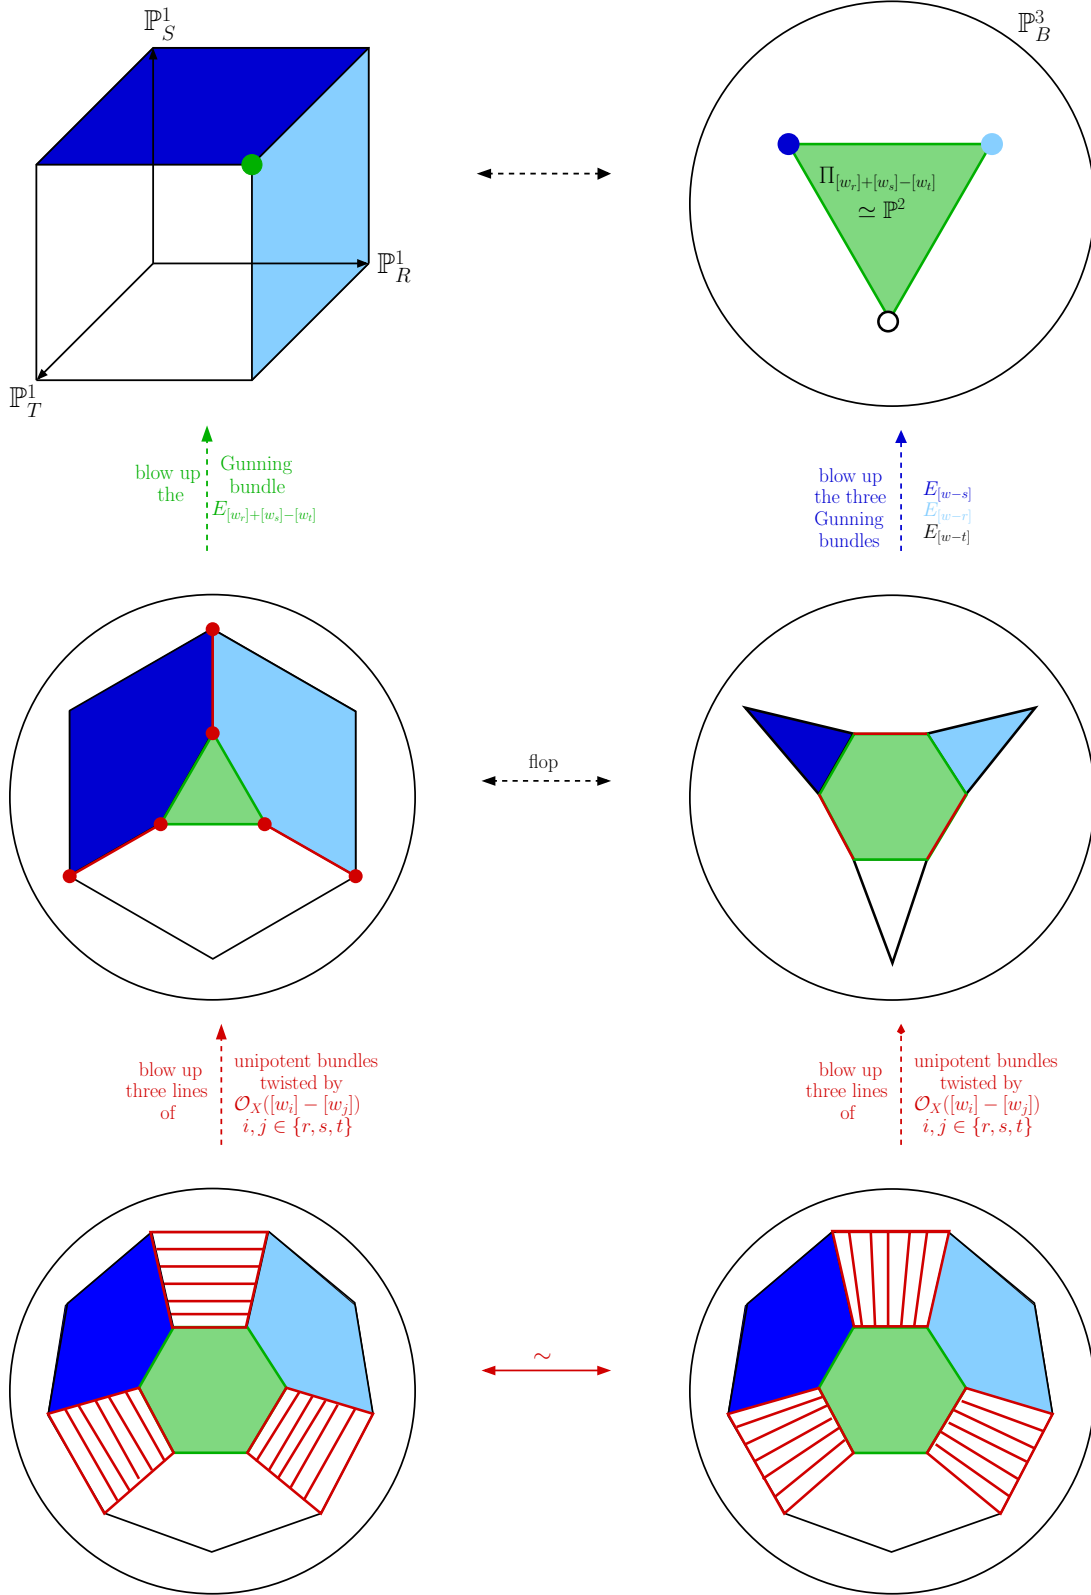 ℙ¹_S
ℙ³_B
Π_{[w_r]+[w_s]−[w_t]}
≃ ℙ²
ℙ¹_R
ℙ¹_T
blow up
the
Gunning
bundle
E_{[w_r]+[w_s]−[w_t]}
blow up
the three
Gunning
bundles
E_{[w−s]}
E_{[w−r]}
E_{[w−t]}
flop
blow up
three lines
of
unipotent bundles
twisted by
𝒪_X([w_i] − [w_j])
i, j ∈ {r, s, t}
blow up
three lines
of
unipotent bundles
twisted by
𝒪_X([w_i] − [w_j])
i, j ∈ {r, s, t}
∼